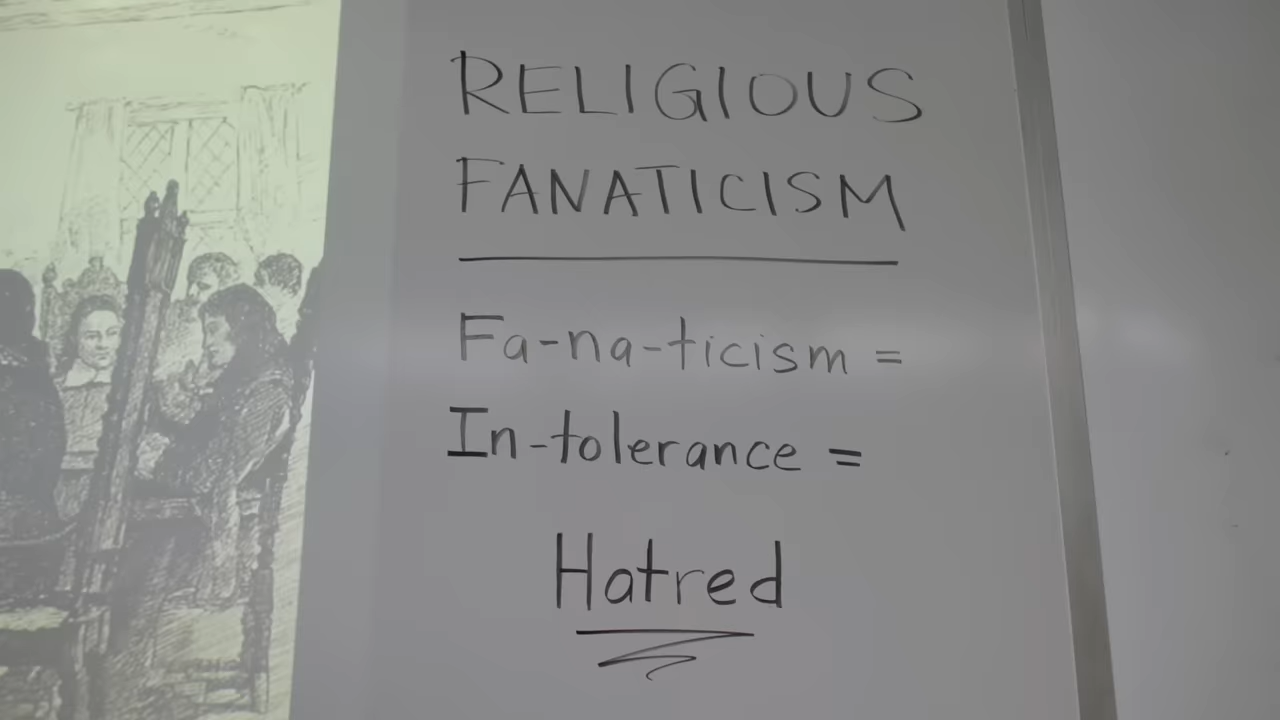 RELIGIOUS
FANATICISM
Fa-na-ticism =
In-tolerance =
Hatred